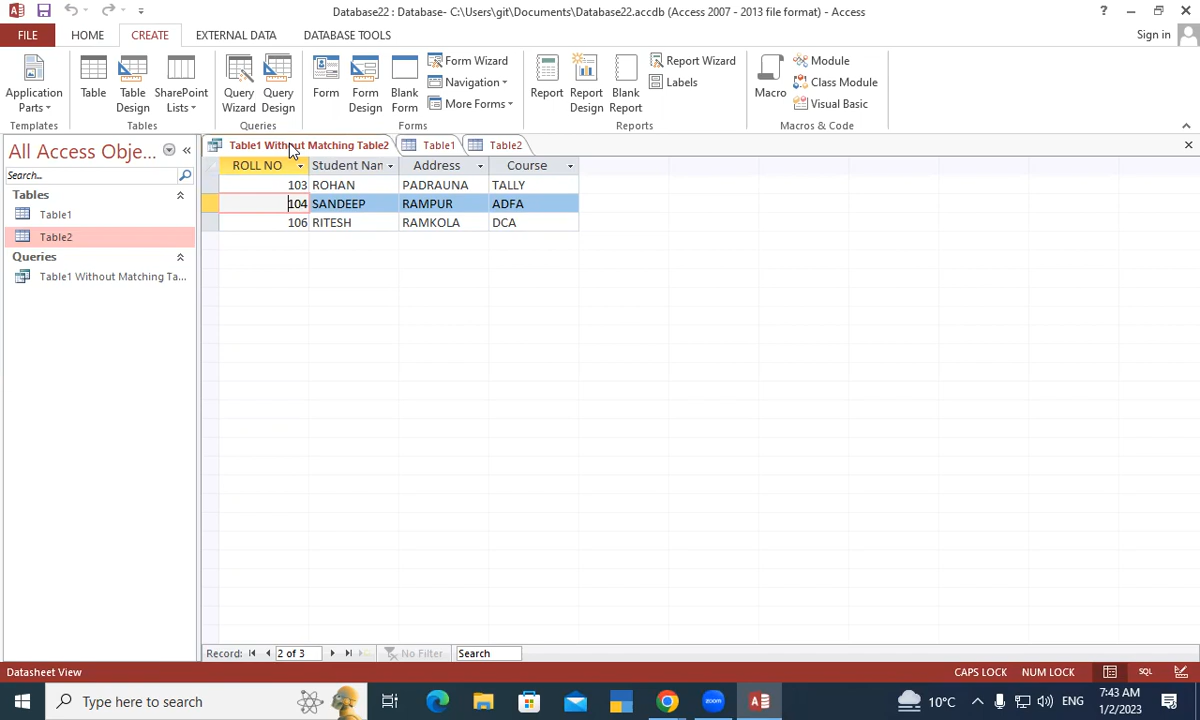 Database22 : Database- C:\Users\git\Documents\Database22.accdb (Access 2007 - 2013 file format) - Access
?
FILE HOME CREATE EXTERNAL DATA DATABASE TOOLS Sign in
Application Parts
Templates
Table
Table Design
SharePoint Lists
Tables
Query Wizard
Query Design
Queries
Form
Form Design
Blank Form
Form Wizard
Navigation
More Forms
Forms
Report
Report Design
Blank Report
Report Wizard
Labels
Reports
Macro
Module
Class Module
Visual Basic
Macros & Code
All Access Obje...
Search...
Tables
Table1
Table2
Queries
Table1 Without Matching Ta...
Table1 Without Matching Table2 Table1 Table2
ROLL NO Student Nan Address Course
103 ROHAN PADRAUNA TALLY
104 SANDEEP RAMPUR ADFA
106 RITESH RAMKOLA DCA
Record: 2 of 3 No Filter Search
Datasheet View CAPS LOCK NUM LOCK SQL
Type here to search 10°C ENG 7:43 AM
1/2/2023
zoom